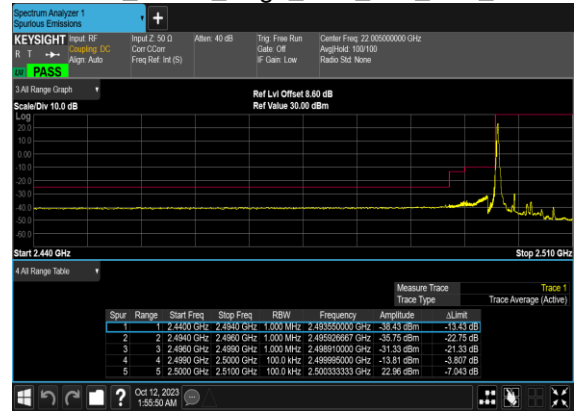 Spectrum Analyzer 1
Spurious Emissions
KEYSIGHT Input: RF Input Z: 50 Ω Atten: 40 dB Trig: Free Run Center Freq: 22.005000000 GHz
R T Coupling: DC Corr CCorr Gate: Off Avg|Hold: 100/100
Align: Auto Freq Ref: Int (S) IF Gain: Low Radio Std: None
PASS
3 All Range Graph
Ref Lvl Offset 8.60 dB
Scale/Div 10.0 dB Ref Value 30.00 dBm
Log
20.0
10.0
0.00
-10.0
-20.0
-30.0
-40.0
-50.0
-60.0
Start 2.440 GHz Stop 2.510 GHz
4 All Range Table
Measure Trace Trace 1
Trace Type Trace Average (Active)
Spur Range Start Freq Stop Freq RBW Frequency Amplitude ΔLimit
1 1 2.4400 GHz 2.4940 GHz 1.000 MHz 2.493550000 GHz -38.43 dBm -13.43 dB
2 2 2.4940 GHz 2.4960 GHz 1.000 MHz 2.495926667 GHz -35.75 dBm -22.75 dB
3 3 2.4960 GHz 2.4990 GHz 1.000 MHz 2.498910000 GHz -31.33 dBm -21.33 dB
4 4 2.4990 GHz 2.5000 GHz 100.0 kHz 2.499995000 GHz -13.81 dBm -3.807 dB
5 5 2.5000 GHz 2.5100 GHz 100.0 kHz 2.500333333 GHz 22.96 dBm -7.043 dB
Oct 12, 2023
1:55:50 AM